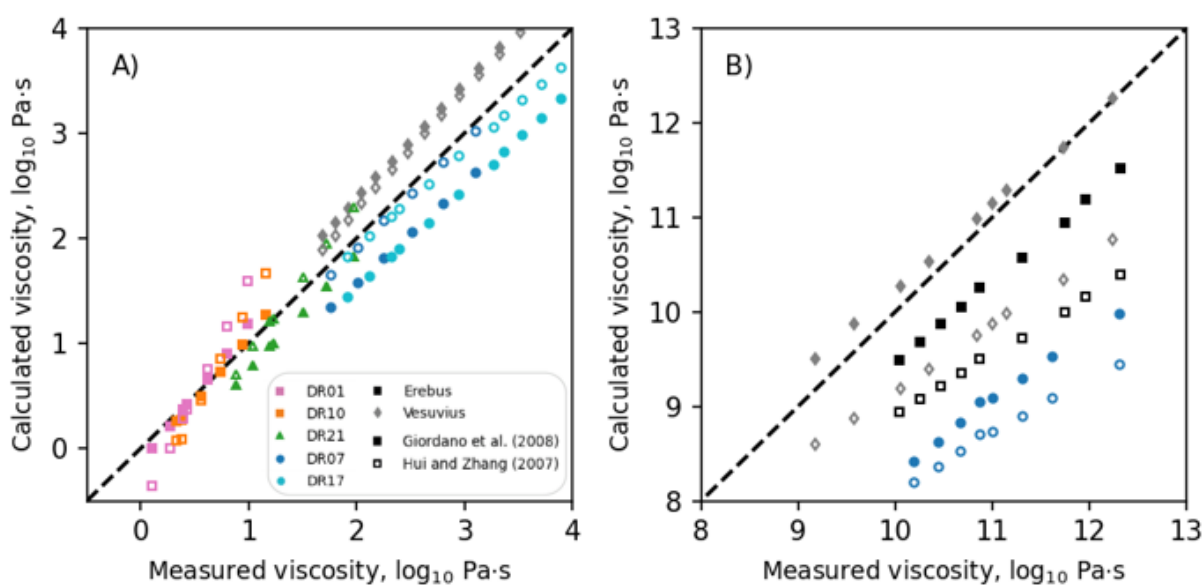 A)
Calculated viscosity, log₁₀ Pa·s
4
3
2
1
0
0
1
2
3
4
Measured viscosity, log₁₀ Pa·s
DR01
DR10
DR21
DR07
DR17
Erebus
Vesuvius
Giordano et al. (2008)
Hui and Zhang (2007)
B)
Calculated viscosity, log₁₀ Pa·s
13
12
11
10
9
8
8
9
10
11
12
13
Measured viscosity, log₁₀ Pa·s